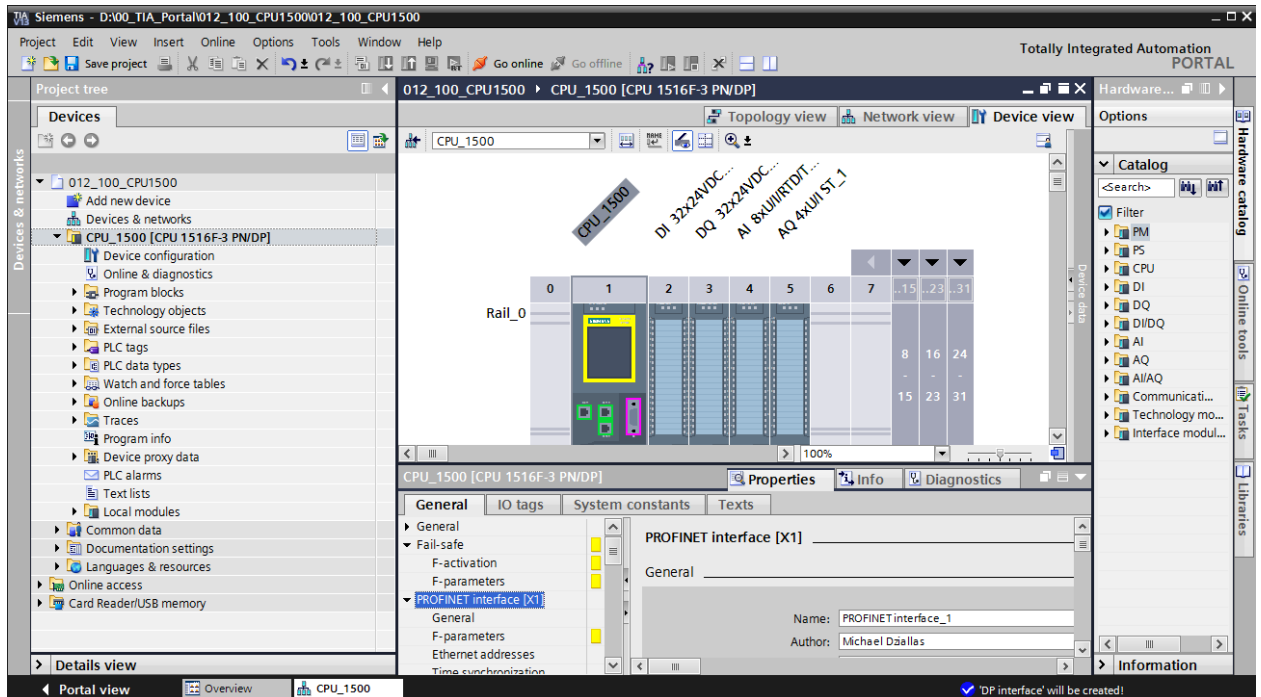 Siemens - D:\00_TIA_Portal\012_100_CPU1500\012_100_CPU1500
Project Edit View Insert Online Options Tools Window Help
Totally Integrated Automation
PORTAL
Save project
Go online
Go offline
Project tree
Devices
Devices & networks
012_100_CPU1500
Add new device
Devices & networks
CPU_1500 [CPU 1516F-3 PN/DP]
Device configuration
Online & diagnostics
Program blocks
Technology objects
External source files
PLC tags
PLC data types
Watch and force tables
Online backups
Traces
Program info
Device proxy data
PLC alarms
Text lists
Local modules
Common data
Documentation settings
Languages & resources
Online access
Card Reader/USB memory
Details view
012_100_CPU1500 CPU_1500 [CPU 1516F-3 PN/DP]
Topology view Network view Device view
CPU_1500
CPU_1500
DI 32x24VDC...
DQ 32x24VDC...
AI 8xU/I/RTD/T...
AQ 4xU/I ST_1
0 1 2 3 4 5 6 7 ..15 ..23 ..31
Rail_0
SIEMENS
8 16 24
- - -
15 23 31
100%
Device data
CPU_1500 [CPU 1516F-3 PN/DP]
Properties Info Diagnostics
General IO tags System constants Texts
General
Fail-safe
F-activation
F-parameters
PROFINET interface [X1]
General
F-parameters
Ethernet addresses
Time synchronization
PROFINET interface [X1]
General
Name: PROFINET interface_1
Author: Michael Dziallas
Hardware...
Options
Catalog
<Search>
Filter
PM
PS
CPU
DI
DQ
DI/DQ
AI
AQ
AI/AQ
Communicati...
Technology mo...
Interface modul...
Information
Hardware catalog
Online tools
Tasks
Libraries
Portal view
Overview
CPU_1500
'DP interface' will be created!